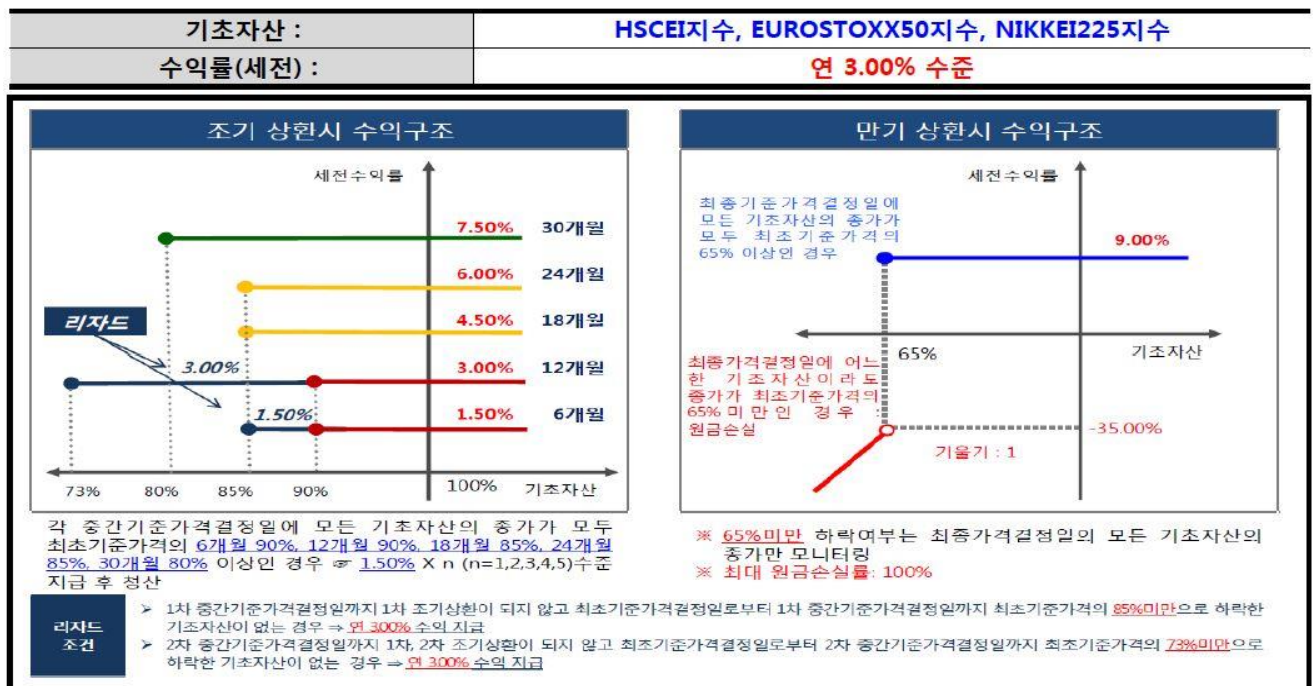 기초자산 :
HSCEI지수, EUROSTOXX50지수, NIKKEI225지수
수익률(세전) :
연 3.00% 수준
조기 상환시 수익구조
세전수익률
7.50% 30개월
6.00% 24개월
4.50% 18개월
리자드
3.00% 3.00% 12개월
1.50% 1.50% 6개월
73% 80% 85% 90% 100% 기초자산
각 중간기준가격결정일에 모든 기초자산의 종가가 모두
최초기준가격의 6개월 90%, 12개월 90%, 18개월 85%, 24개월
85%, 30개월 80% 이상인 경우 ☞ 1.50% X n (n=1,2,3,4,5)수준
지급 후 청산
만기 상환시 수익구조
세전수익률
최종기준가격결정일에
모든 기초자산의 종가가
모두 최초기준가격의
65% 이상인 경우
9.00%
65%
기초자산
최종가격결정일에 어느
한 기초자산이라도
종가가 최초기준가격의
65%미만인 경우 :
원금손실
-35.00%
기울기 : 1
※ 65%미만 하락여부는 최종가격결정일의 모든 기초자산의
종가만 모니터링
※ 최대 원금손실률: 100%
리자드
조건
➢ 1차 중간기준가격결정일까지 1차 조기상환이 되지 않고 최초기준가격결정일로부터 1차 중간기준가격결정일까지 최초기준가격의 85%미만으로 하락한
기초자산이 없는 경우 ⇒ 연 3.00% 수익 지급
➢ 2차 중간기준가격결정일까지 1차, 2차 조기상환이 되지 않고 최초기준가격결정일로부터 2차 중간기준가격결정일까지 최초기준가격의 73%미만으로
하락한 기초자산이 없는 경우 ⇒ 연 3.00% 수익 지급